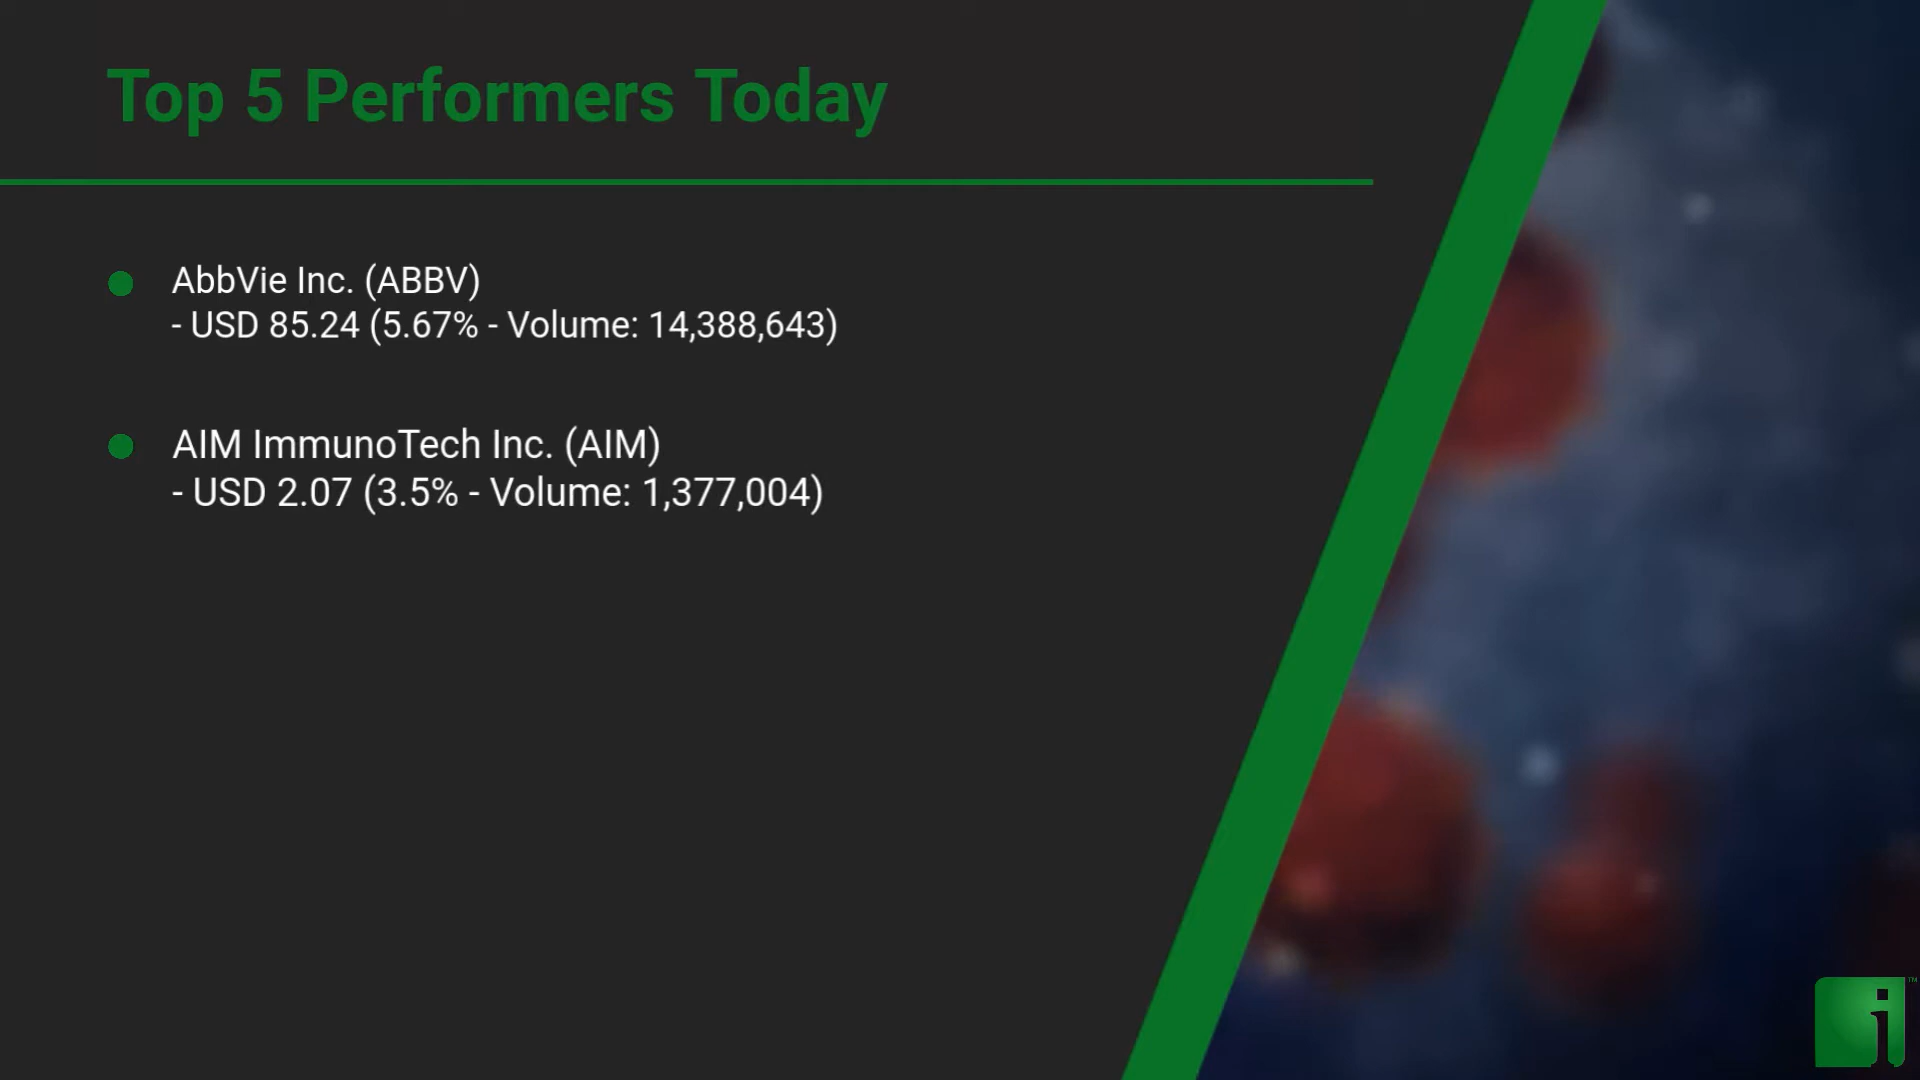 Top 5 Performers Today
AbbVie Inc. (ABBV)
- USD 85.24 (5.67% - Volume: 14,388,643)
AIM ImmunoTech Inc. (AIM)
- USD 2.07 (3.5% - Volume: 1,377,004)
i
TM